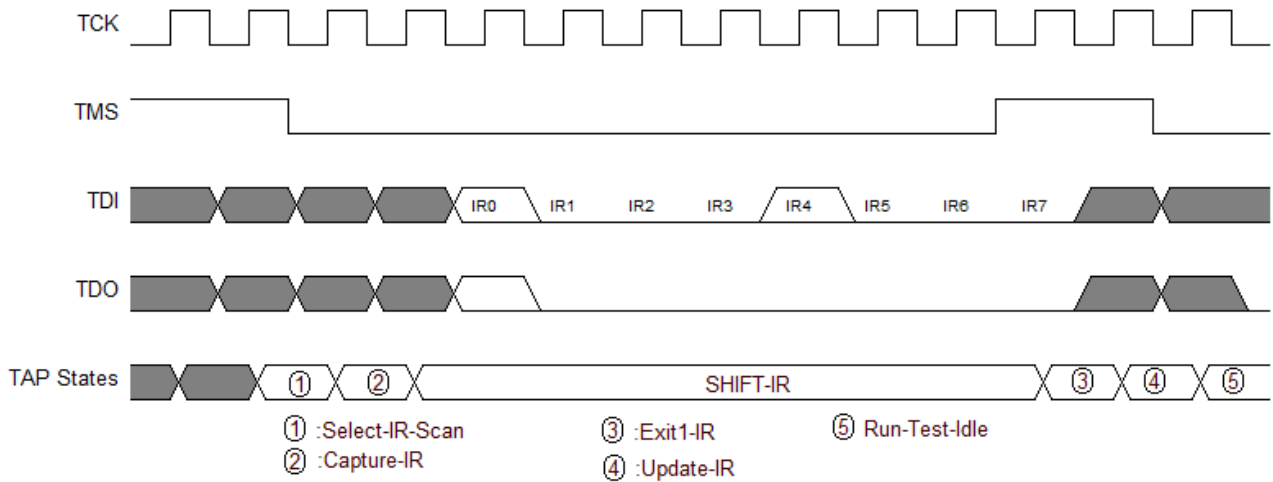 TCK
TMS
TDI IR0 IR1 IR2 IR3 IR4 IR5 IR6 IR7
TDO
TAP States 1 2 SHIFT-IR 3 4 5
1 :Select-IR-Scan 3 :Exit1-IR 5 Run-Test-Idle
2 :Capture-IR 4 :Update-IR